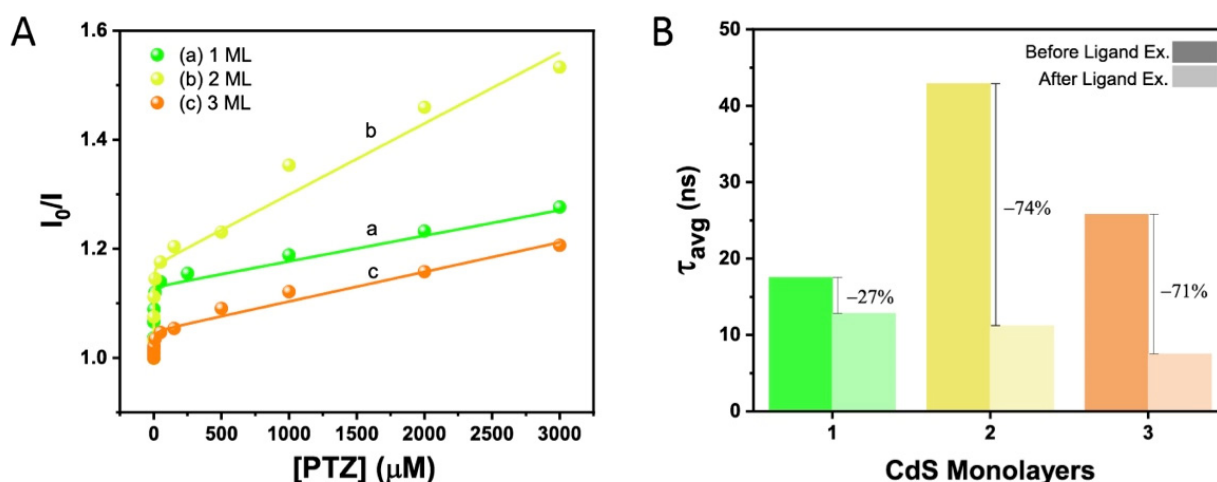 A
1.6
1.4
1.2
1.0
I₀/I
(a) 1 ML
(b) 2 ML
(c) 3 ML
b
a
c
0 500 1000 1500 2000 2500 3000
[PTZ] (μM)
B
50
40
30
20
10
0
τavg (ns)
Before Ligand Ex.
After Ligand Ex.
–27%
–74%
–71%
1 2 3
CdS Monolayers